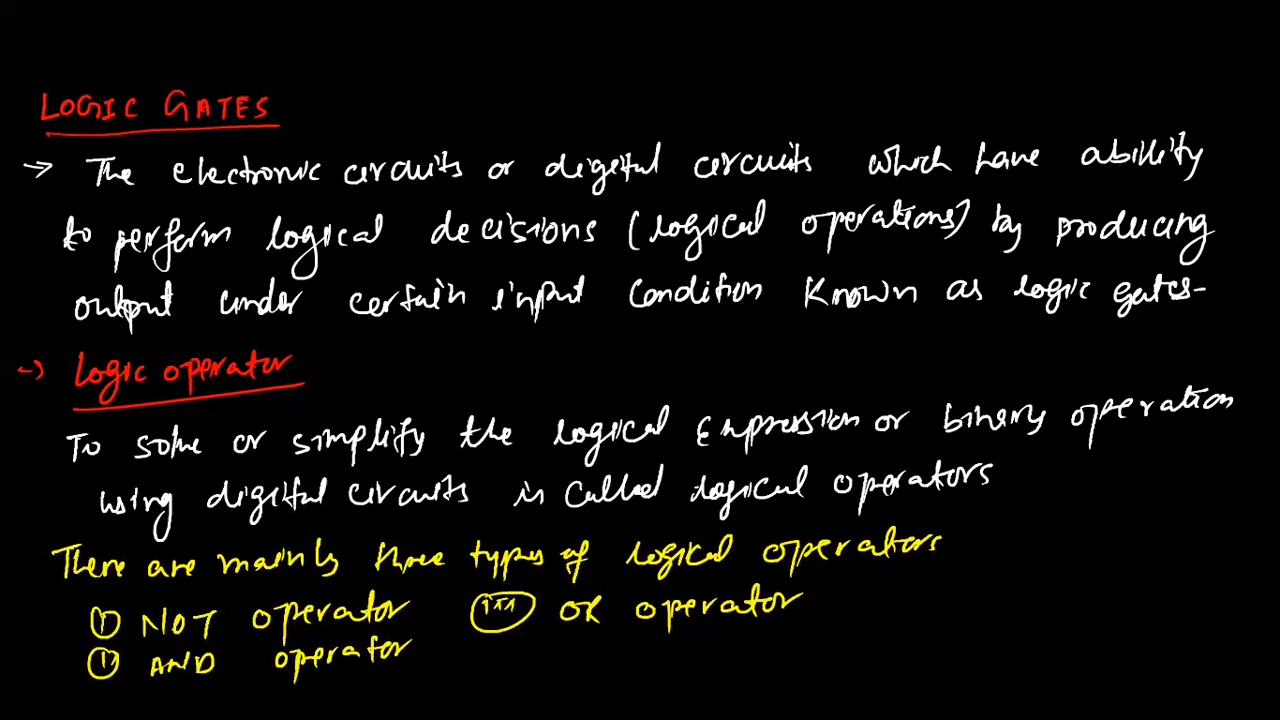 LOGIC GATES
→ The electronic circuits or digital circuits which have ability
to perform logical decisions (logical operations) by producing
output under certain input condition known as logic gates-
→ Logic operator
To solve or simplify the logical expression or binary operation
using digital circuits is called logical operators
There are mainly three types of logical operators
① NOT operator (iii) OR operator
(ii) AND operator